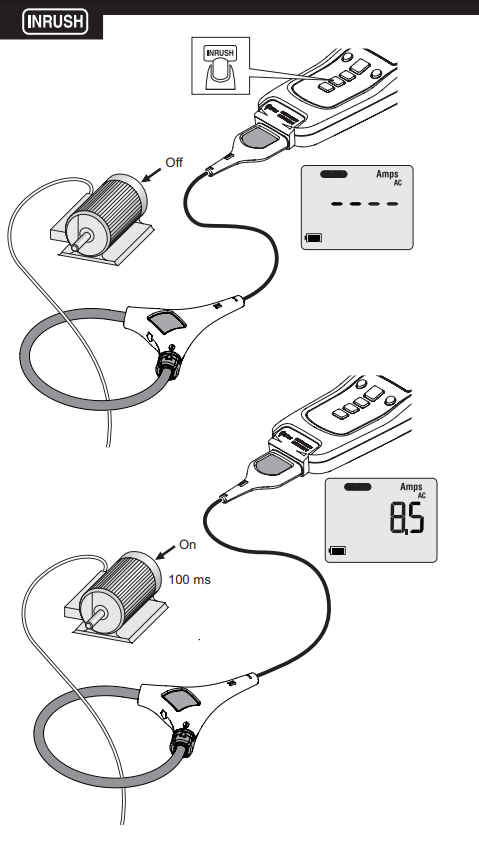 INRUSH
INRUSH
Off
Amps
AC
- - - -
Amps
AC
8.5
On
100 ms